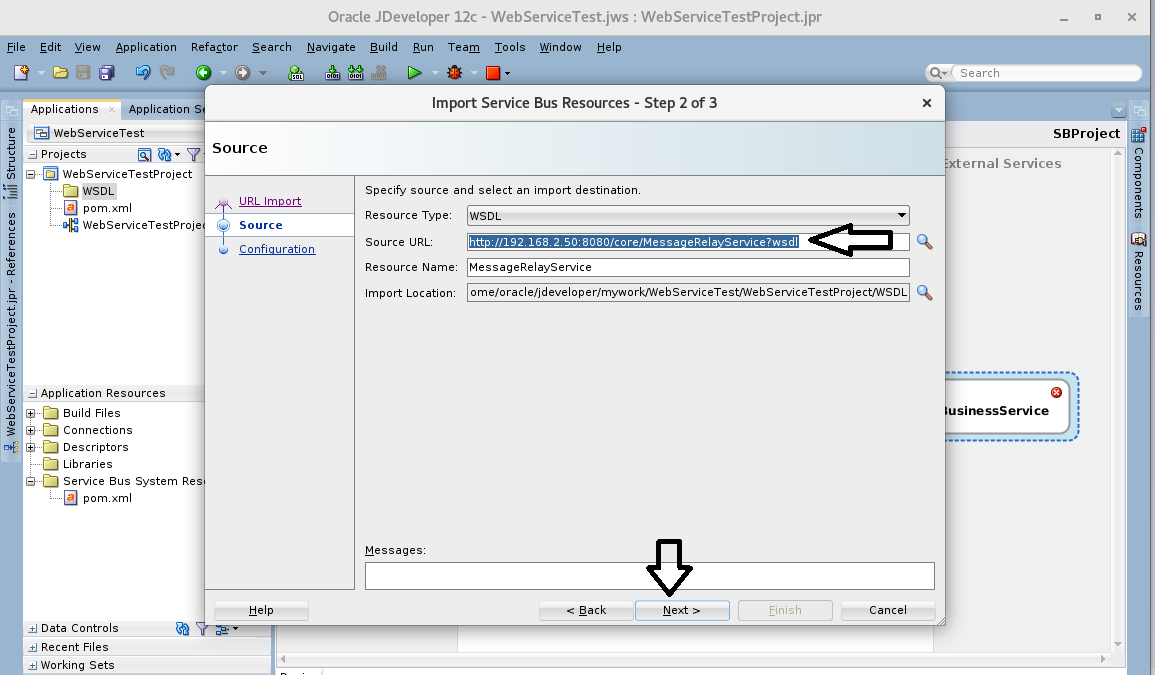 Oracle JDeveloper 12c - WebServiceTest.jws : WebServiceTestProject.jpr
File Edit View Application Refactor Search Navigate Build Run Team Tools Window Help
Search
Applications
Application Se
WebServiceTest
Projects
WebServiceTestProject
WSDL
pom.xml
WebServiceTestProjec
Structure
WebServiceTestProject.jpr - References
Application Resources
Build Files
Connections
Descriptors
Libraries
Service Bus System Reso
pom.xml
Data Controls
Recent Files
Working Sets
Import Service Bus Resources - Step 2 of 3
Source
URL Import
Source
Configuration
Specify source and select an import destination.
Resource Type: WSDL
Source URL: http://192.168.2.50:8080/core/MessageRelayService?wsdl
Resource Name: MessageRelayService
Import Location: ome/oracle/jdeveloper/mywork/WebServiceTest/WebServiceTestProject/WSDL
Messages:
Help
< Back
Next >
Finish
Cancel
SBProject
External Services
BusinessService
Components
Resources